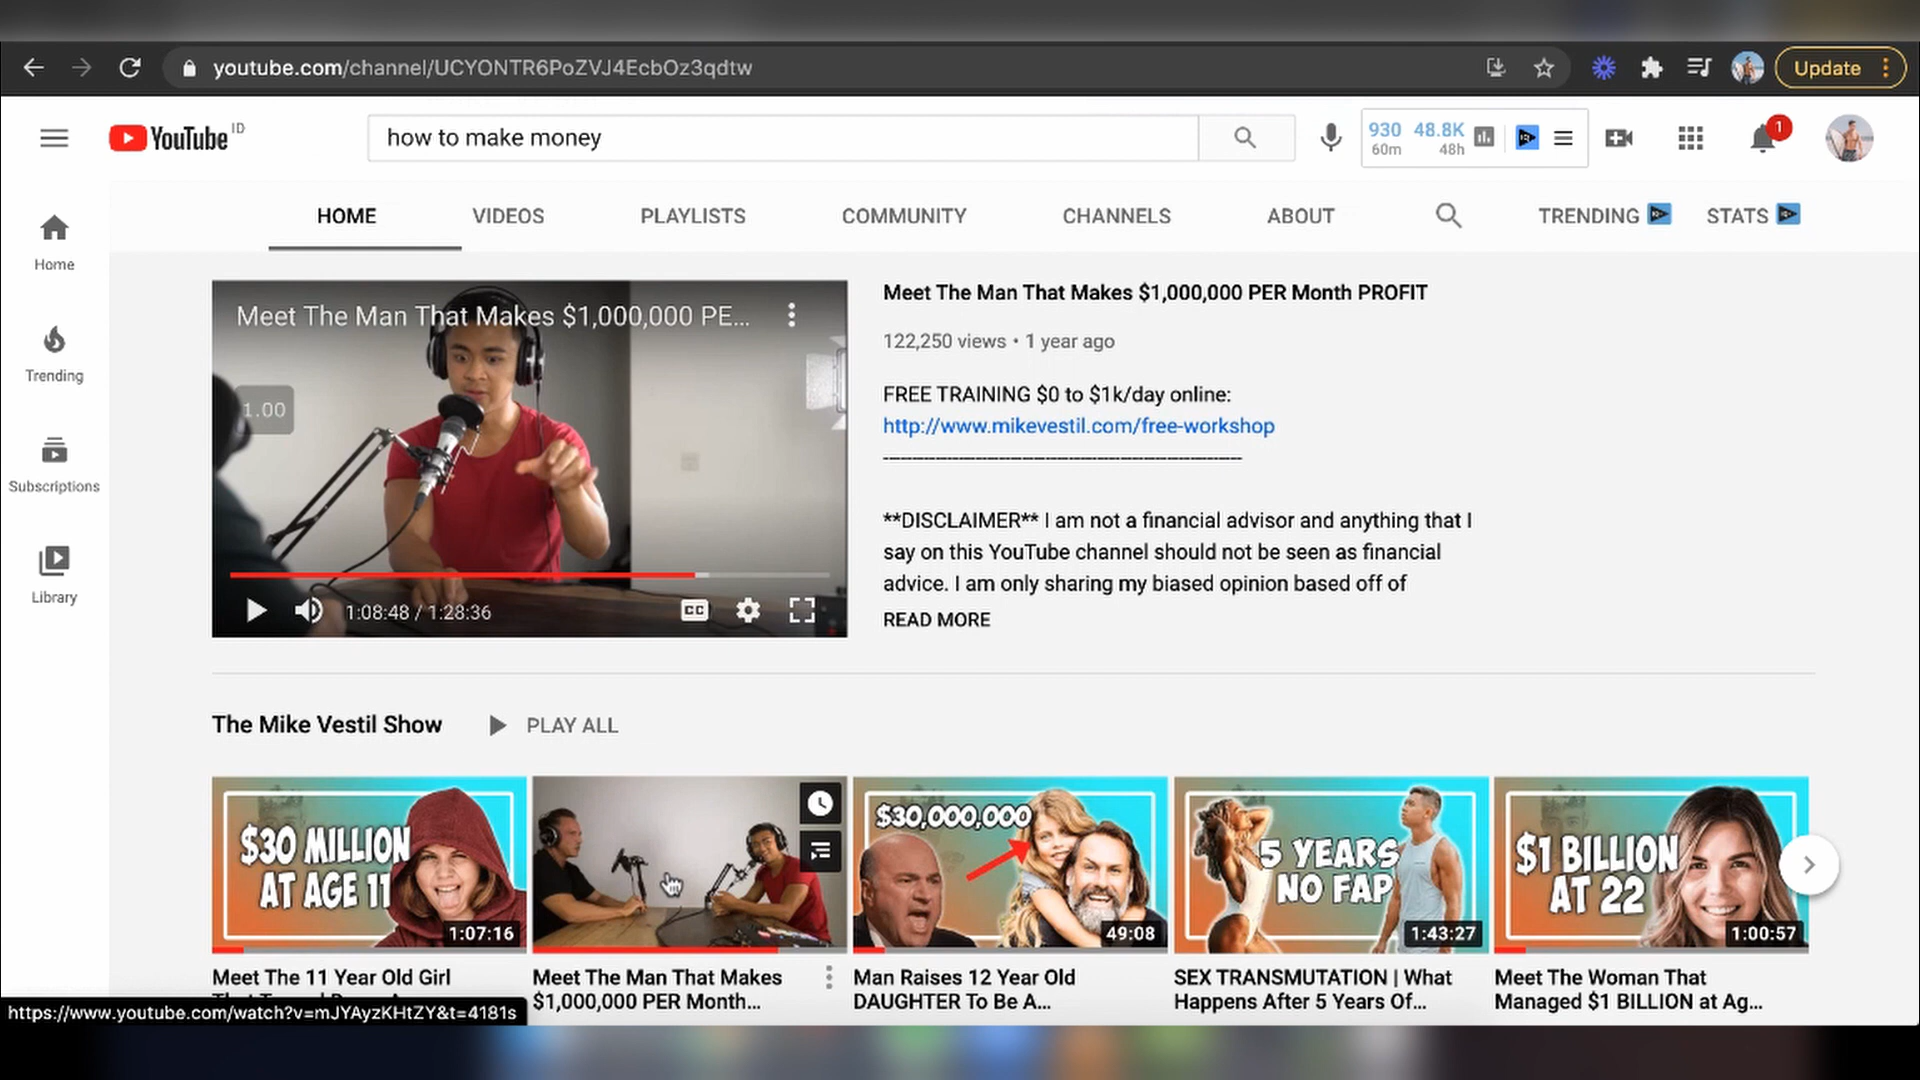 youtube.com/channel/UCYONTR6PoZVJ4EcbOz3qdtw
Update
YouTube ID
how to make money
930 48.8K
60m 48h
1
HOME VIDEOS PLAYLISTS COMMUNITY CHANNELS ABOUT TRENDING STATS
Home
Trending
Subscriptions
Library
Meet The Man That Makes $1,000,000 PE...
1.00
1:08:48 / 1:28:36
CC
Meet The Man That Makes $1,000,000 PER Month PROFIT
122,250 views • 1 year ago
FREE TRAINING $0 to $1k/day online:
http://www.mikevestil.com/free-workshop
**DISCLAIMER** I am not a financial advisor and anything that I
say on this YouTube channel should not be seen as financial
advice. I am only sharing my biased opinion based off of
READ MORE
The Mike Vestil Show PLAY ALL
$30 MILLION
AT AGE 11
1:07:16
$30,000,000
49:08
5 YEARS
NO FAP
1:43:27
$1 BILLION
AT 22
1:00:57
Meet The 11 Year Old Girl
Meet The Man That Makes
$1,000,000 PER Month...
Man Raises 12 Year Old
DAUGHTER To Be A...
SEX TRANSMUTATION | What
Happens After 5 Years Of...
Meet The Woman That
Managed $1 BILLION at Ag...
https://www.youtube.com/watch?v=mJYAyzKHtZY&t=4181s